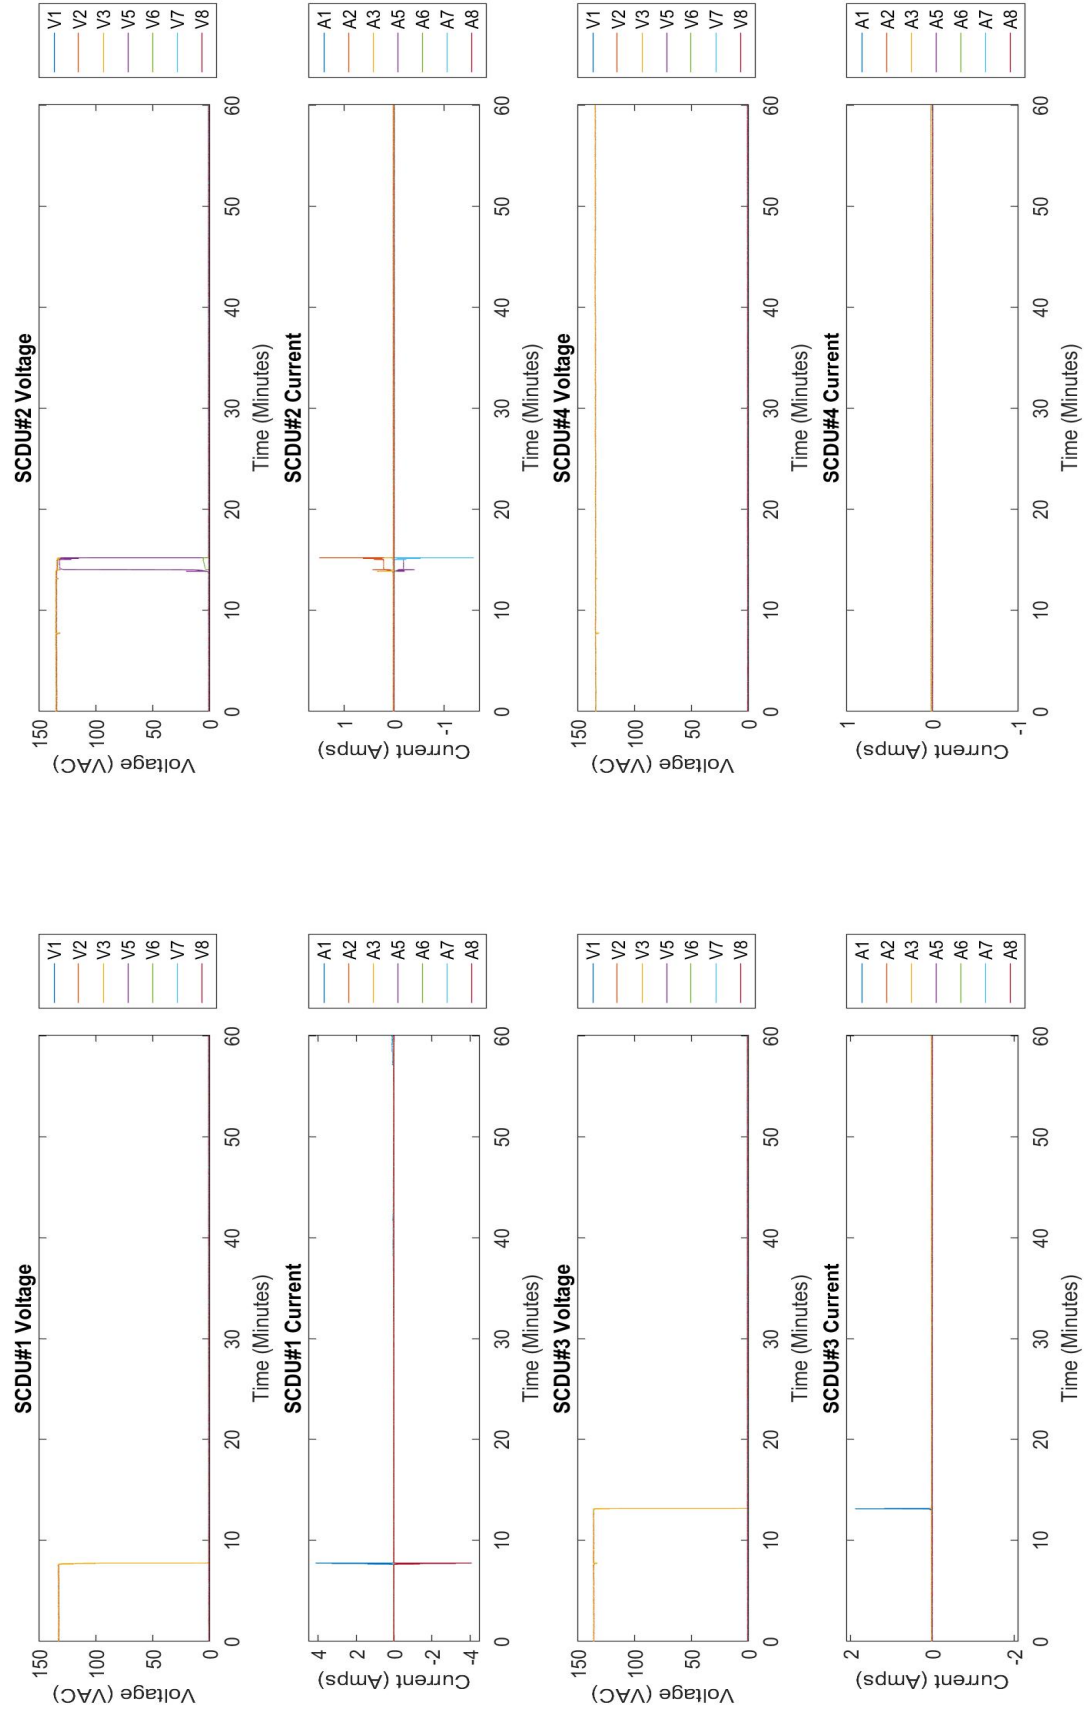 SCDU#1 Voltage
150
100
50
0
Voltage (VAC)
0 10 20 30 40 50 60
Time (Minutes)
V1
V2
V3
V5
V6
V7
V8
SCDU#2 Voltage
150
100
50
0
Voltage (VAC)
0 10 20 30 40 50 60
Time (Minutes)
V1
V2
V3
V5
V6
V7
V8
SCDU#1 Current
4
2
0
-2
-4
Current (Amps)
0 10 20 30 40 50 60
Time (Minutes)
A1
A2
A3
A5
A6
A7
A8
SCDU#2 Current
1
0
-1
Current (Amps)
0 10 20 30 40 50 60
Time (Minutes)
A1
A2
A3
A5
A6
A7
A8
SCDU#3 Voltage
150
100
50
0
Voltage (VAC)
0 10 20 30 40 50 60
Time (Minutes)
V1
V2
V3
V5
V6
V7
V8
SCDU#4 Voltage
150
100
50
0
Voltage (VAC)
0 10 20 30 40 50 60
Time (Minutes)
V1
V2
V3
V5
V6
V7
V8
SCDU#3 Current
2
0
-2
Current (Amps)
0 10 20 30 40 50 60
Time (Minutes)
A1
A2
A3
A5
A6
A7
A8
SCDU#4 Current
1
0
-1
Current (Amps)
0 10 20 30 40 50 60
Time (Minutes)
A1
A2
A3
A5
A6
A7
A8